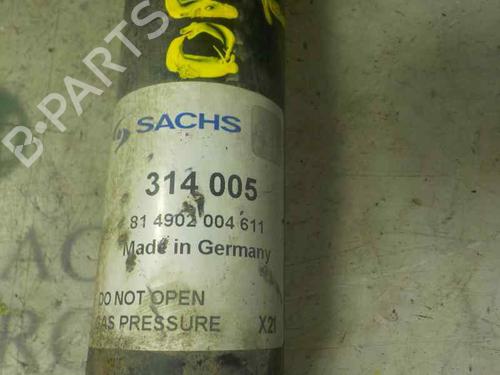 B-PARTS
SACHS
314 005
81 4902 004 611
Made in Germany
DO NOT OPEN
GAS PRESSURE X21